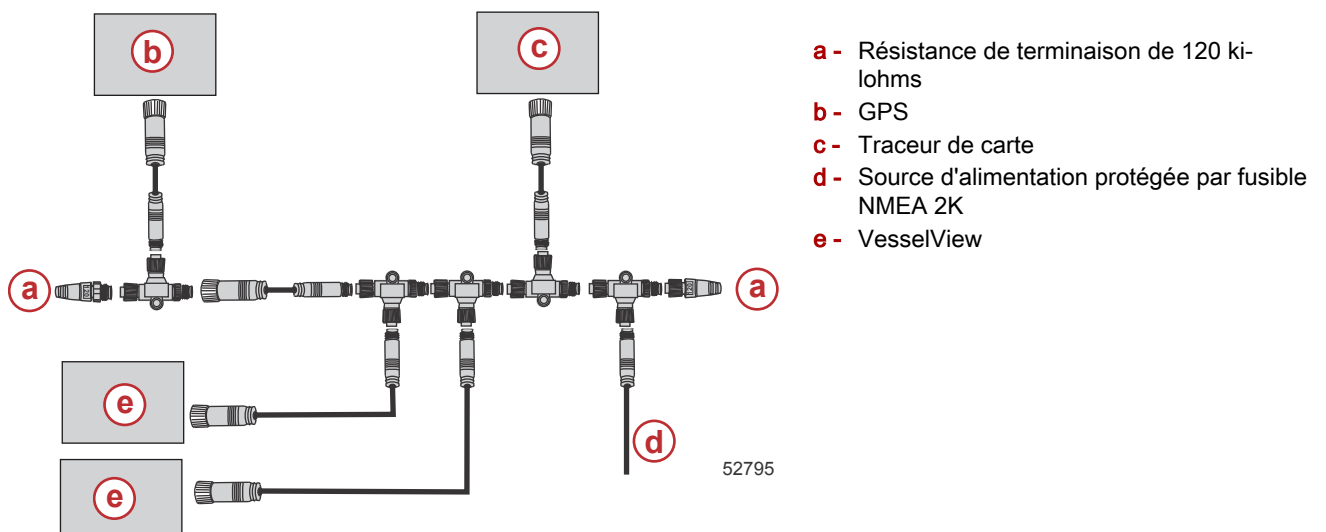 b
c
a
a
e
e
d
52795
a - Résistance de terminaison de 120 ki-
lohms
b - GPS
c - Traceur de carte
d - Source d'alimentation protégée par fusible
NMEA 2K
e - VesselView